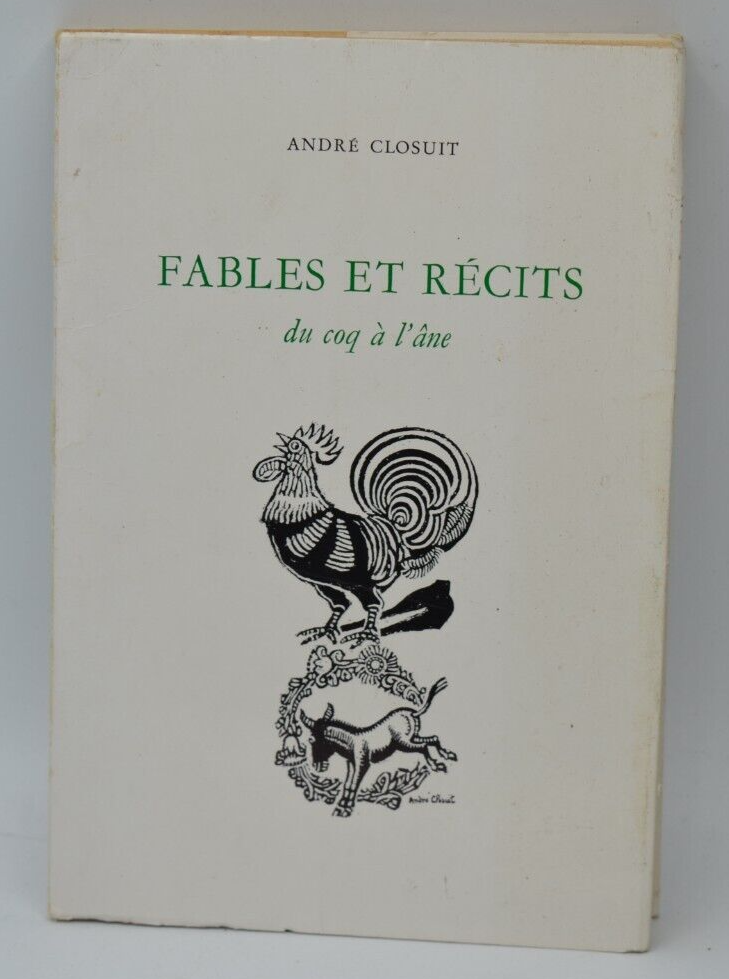 ANDRÉ CLOSUIT
FABLES ET RÉCITS
du coq à l'âne
André Closuit